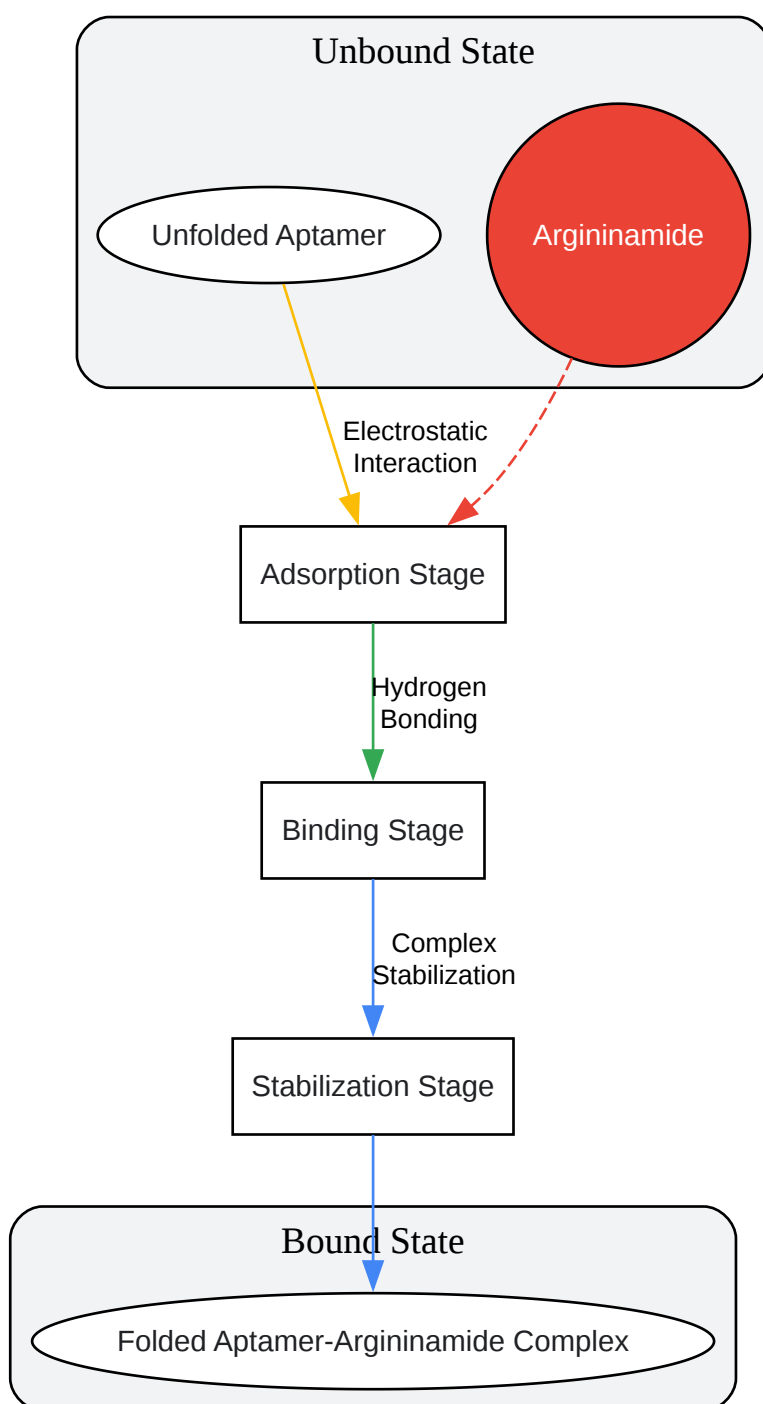 Unbound State
Unfolded Aptamer
Argininamide
Electrostatic
Interaction
Adsorption Stage
Hydrogen
Bonding
Binding Stage
Complex
Stabilization
Stabilization Stage
Bound State
Folded Aptamer-Argininamide Complex